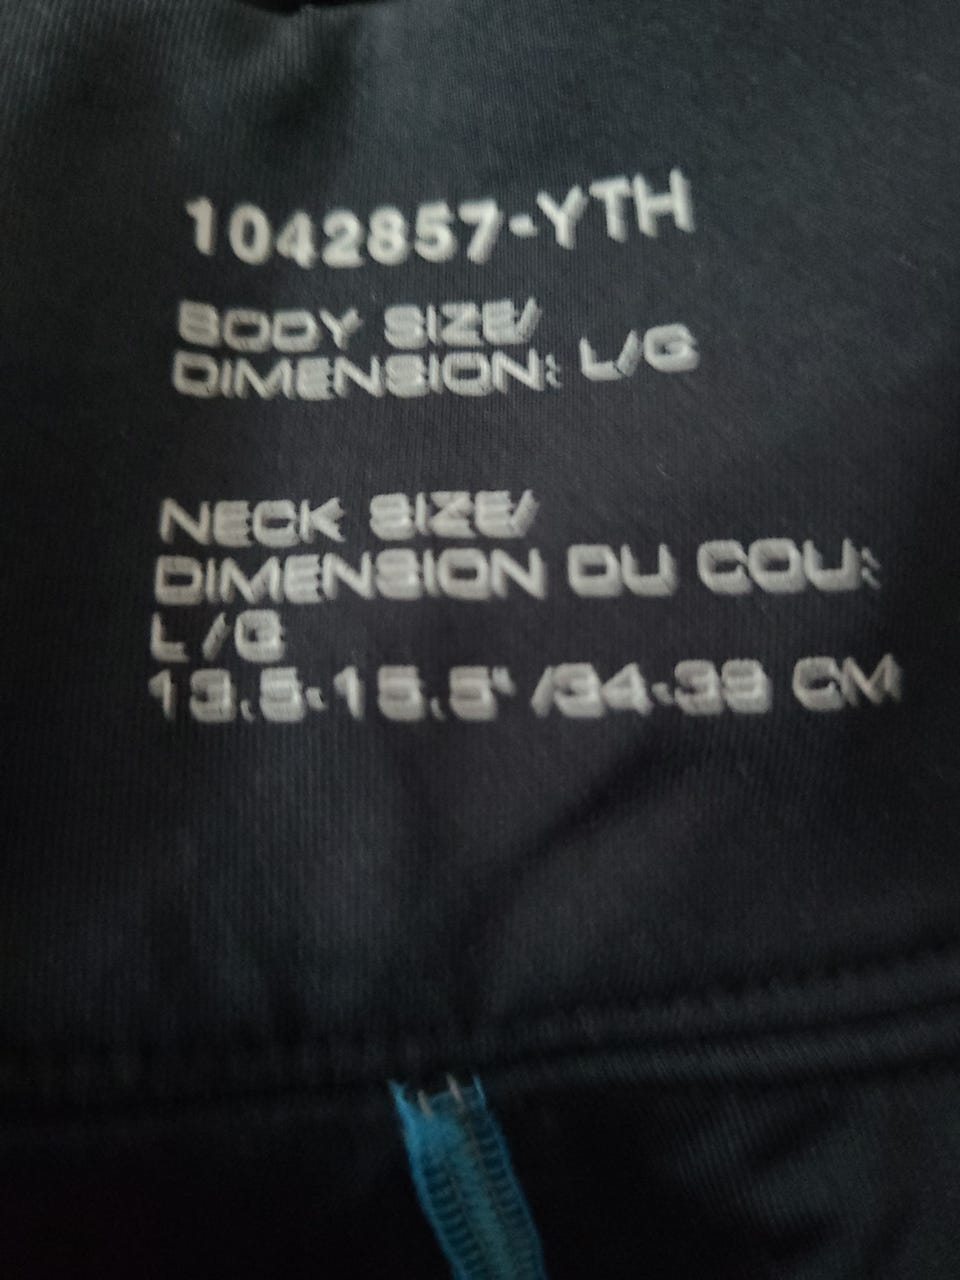 1042857-YTH
BODY SIZE/
DIMENSION: L/G
NECK SIZE/
DIMENSION DU COU:
L/G
13.5-15.5" /34-39 CM